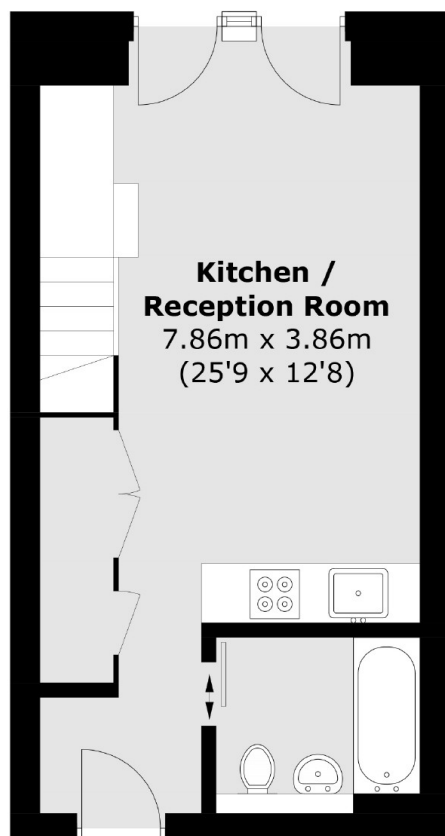 Kitchen /
Reception Room
7.86m x 3.86m
(25'9 x 12'8)